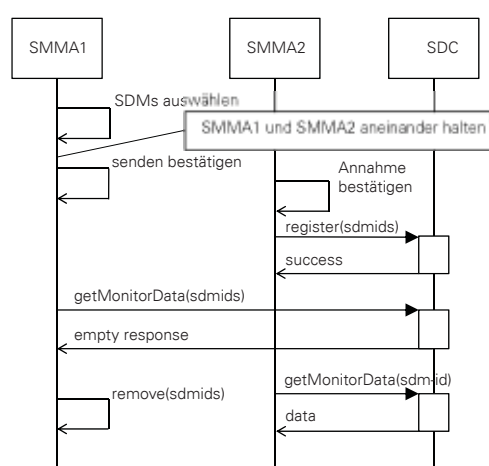 SMMA1
SMMA2
SDC
SDMs auswählen
SMMA1 und SMMA2 aneinander halten
senden bestätigen
Annahme
bestätigen
register(sdmids)
success
getMonitorData(sdmids)
empty response
getMonitorData(sdm-id)
remove(sdmids)
data